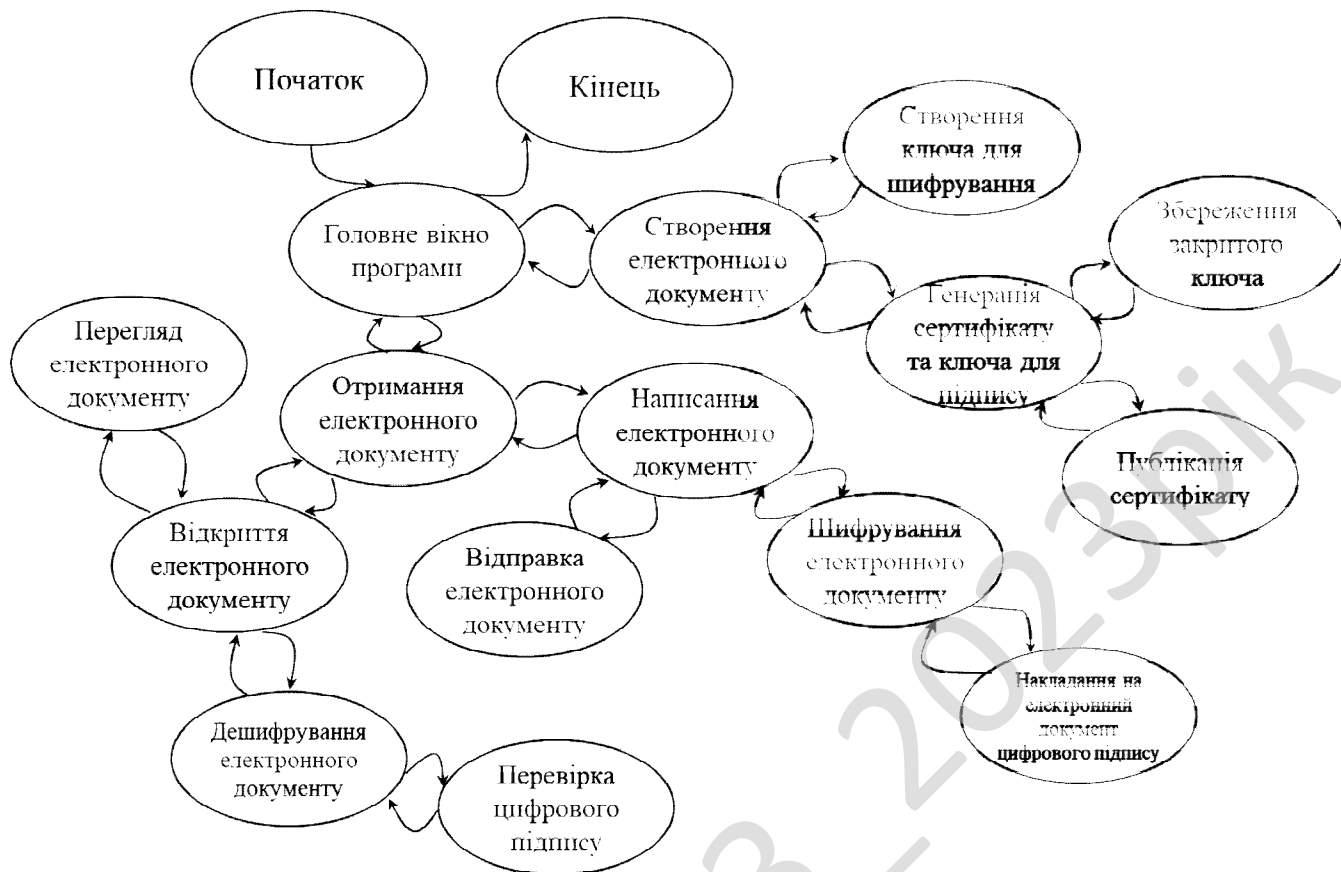 Початок
Кінець
Створення
ключа для
шифрування
Головне вікно
програми
Створення
електронного
документу
Збереження
закритого
ключа
Генерація
сертифікату
та ключа для
підпису
Перегляд
електронного
документу
Отримання
електронного
документу
Написання
електронного
документу
Публікація
сертифікату
Відкриття
електронного
документу
Відправка
електронного
документу
Шифрування
електронного
документу
Накладання на
електронний
документ
цифрового підпису
Дешифрування
електронного
документу
Перевірка
цифрового
підпису
3_2023рік